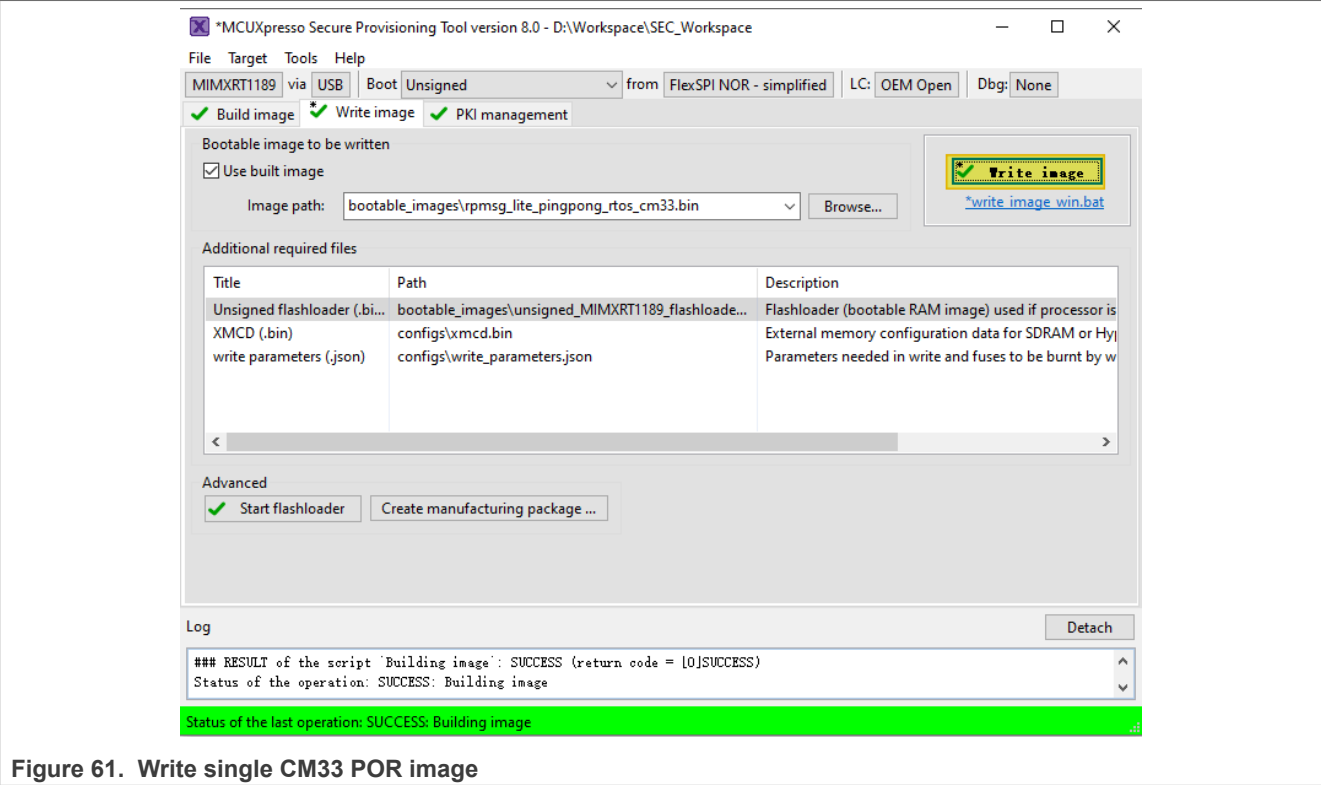 *MCUXpresso Secure Provisioning Tool version 8.0 - D:\Workspace\SEC_Workspace
File Target Tools Help
MIMXRT1189 via USB Boot Unsigned from FlexSPI NOR - simplified LC: OEM Open Dbg: None
Build image * Write image PKI management
Bootable image to be written
Use built image
* Write image
Image path: bootable_images\rpmsg_lite_pingpong_rtos_cm33.bin Browse...
*write image win.bat
Additional required files
Title Path Description
Unsigned flashloader (.bi... bootable_images\unsigned_MIMXRT1189_flashloade... Flashloader (bootable RAM image) used if processor is
XMCD (.bin) configs\xmcd.bin External memory configuration data for SDRAM or Hyp
write parameters (.json) configs\write_parameters.json Parameters needed in write and fuses to be burnt by w
Advanced
Start flashloader Create manufacturing package ...
Log Detach
### RESULT of the script `Building image': SUCCESS (return code = [0]SUCCESS)
Status of the operation: SUCCESS: Building image
Status of the last operation: SUCCESS: Building image
Figure 61. Write single CM33 POR image